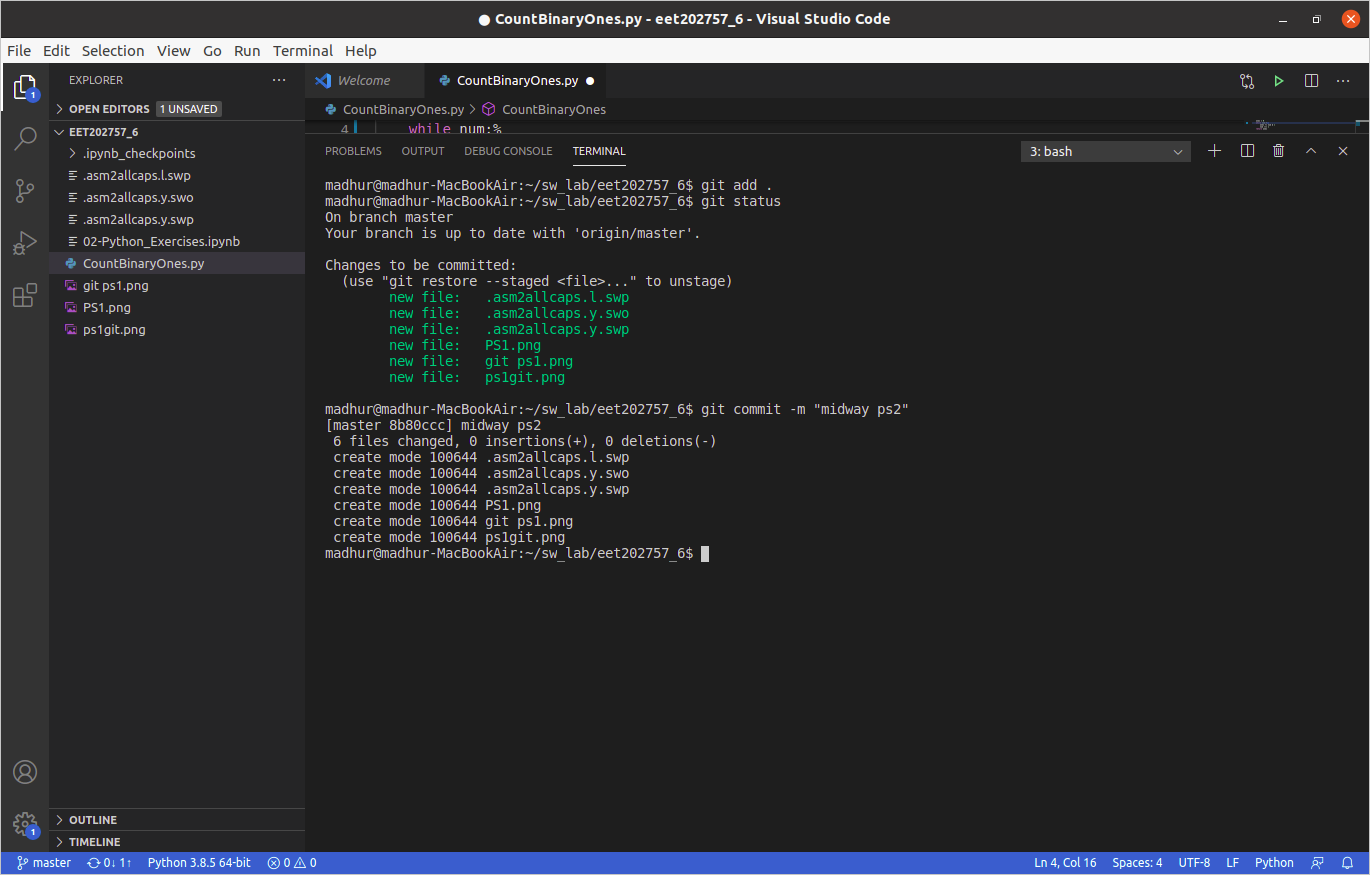 CountBinaryOnes.py - eet202757_6 - Visual Studio Code
File Edit Selection View Go Run Terminal Help
EXPLORER
OPEN EDITORS 1 UNSAVED
EET202757_6
.ipynb_checkpoints
.asm2allcaps.l.swp
.asm2allcaps.y.swo
.asm2allcaps.y.swp
02-Python_Exercises.ipynb
CountBinaryOnes.py
git ps1.png
PS1.png
ps1git.png
OUTLINE
TIMELINE
Welcome CountBinaryOnes.py
CountBinaryOnes.py > CountBinaryOnes
4 while num:%
PROBLEMS OUTPUT DEBUG CONSOLE TERMINAL 3: bash
madhur@madhur-MacBookAir:~/sw_lab/eet202757_6$ git add .
madhur@madhur-MacBookAir:~/sw_lab/eet202757_6$ git status
On branch master
Your branch is up to date with 'origin/master'.
Changes to be committed:
(use "git restore --staged <file>..." to unstage)
new file: .asm2allcaps.l.swp
new file: .asm2allcaps.y.swo
new file: .asm2allcaps.y.swp
new file: PS1.png
new file: git ps1.png
new file: ps1git.png
madhur@madhur-MacBookAir:~/sw_lab/eet202757_6$ git commit -m "midway ps2"
[master 8b80ccc] midway ps2
6 files changed, 0 insertions(+), 0 deletions(-)
create mode 100644 .asm2allcaps.l.swp
create mode 100644 .asm2allcaps.y.swo
create mode 100644 .asm2allcaps.y.swp
create mode 100644 PS1.png
create mode 100644 git ps1.png
create mode 100644 ps1git.png
madhur@madhur-MacBookAir:~/sw_lab/eet202757_6$
1
1
master 0↓ 1↑ Python 3.8.5 64-bit 0 0 Ln 4, Col 16 Spaces: 4 UTF-8 LF Python